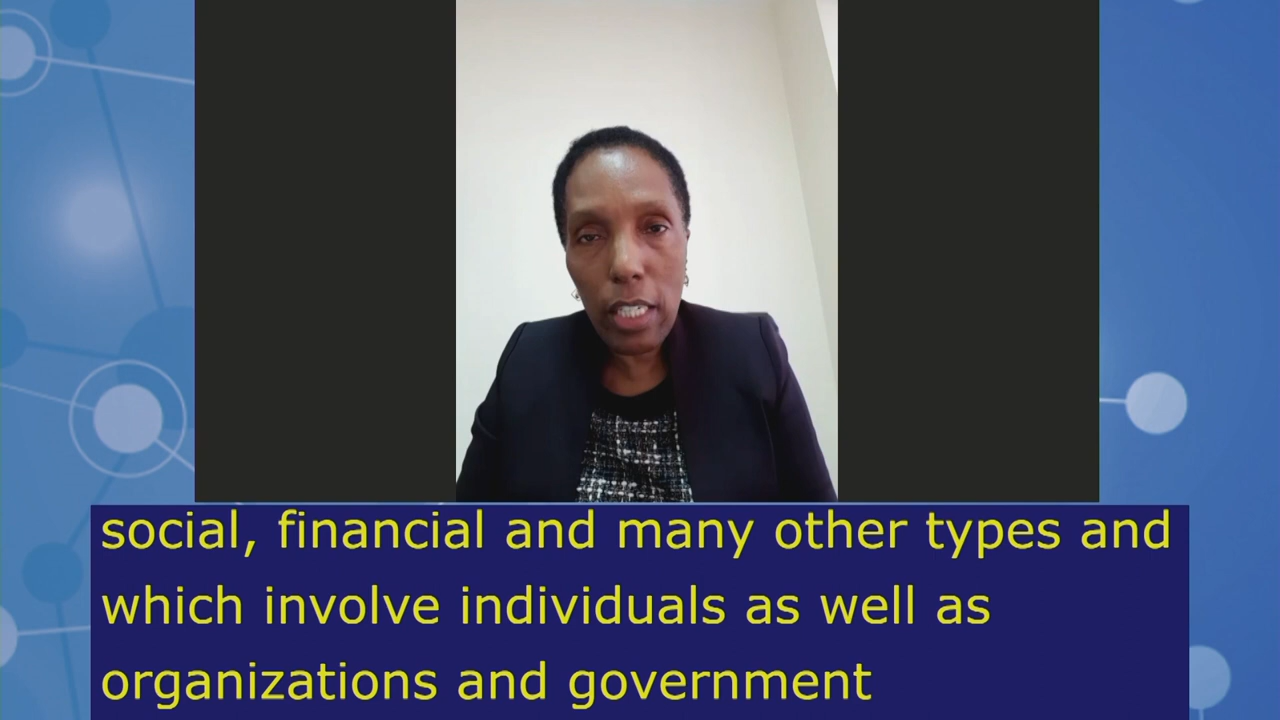 social, financial and many other types and
which involve individuals as well as
organizations and government